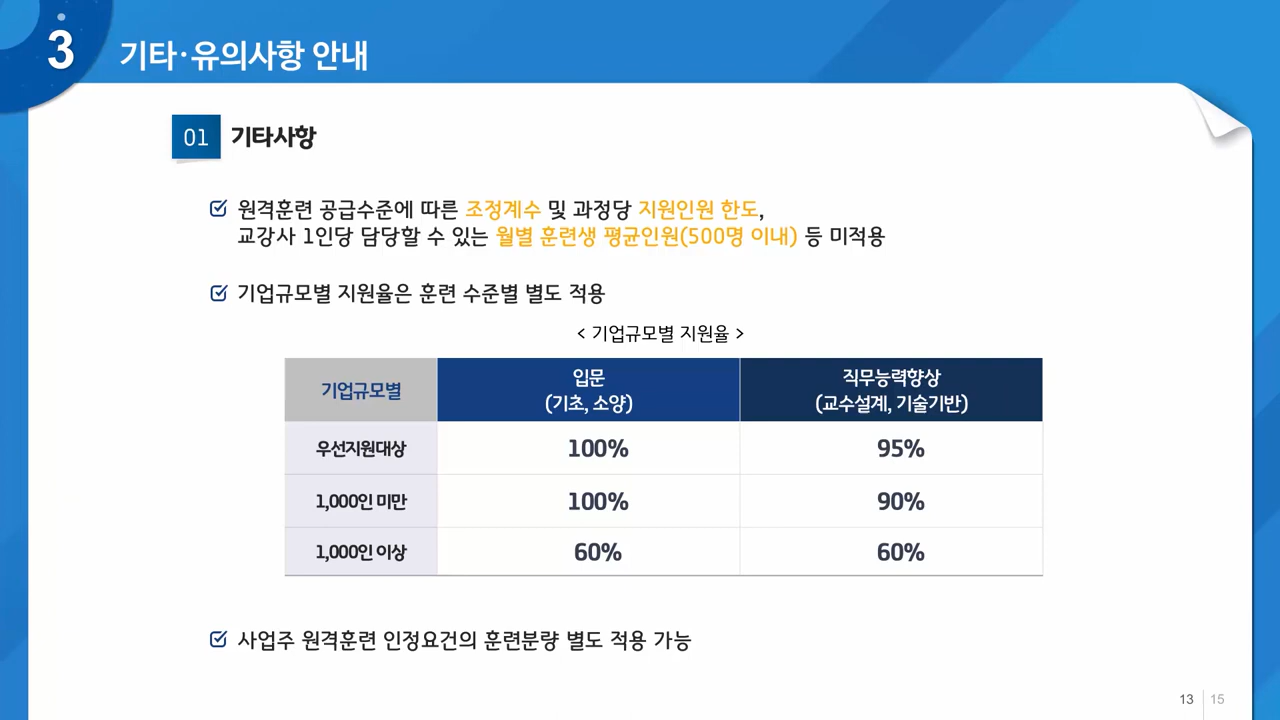 3
기타·유의사항 안내
01
기타사항
원격훈련 공급수준에 따른 조정계수 및 과정당 지원인원 한도,
교강사 1인당 담당할 수 있는 월별 훈련생 평균인원(500명 이내) 등 미적용
기업규모별 지원율은 훈련 수준별 별도 적용
< 기업규모별 지원율 >
기업규모별
입문
(기초, 소양)
직무능력향상
(교수설계, 기술기반)
우선지원대상 100% 95%
1,000인 미만 100% 90%
1,000인 이상 60% 60%
사업주 원격훈련 인정요건의 훈련분량 별도 적용 가능
13 15